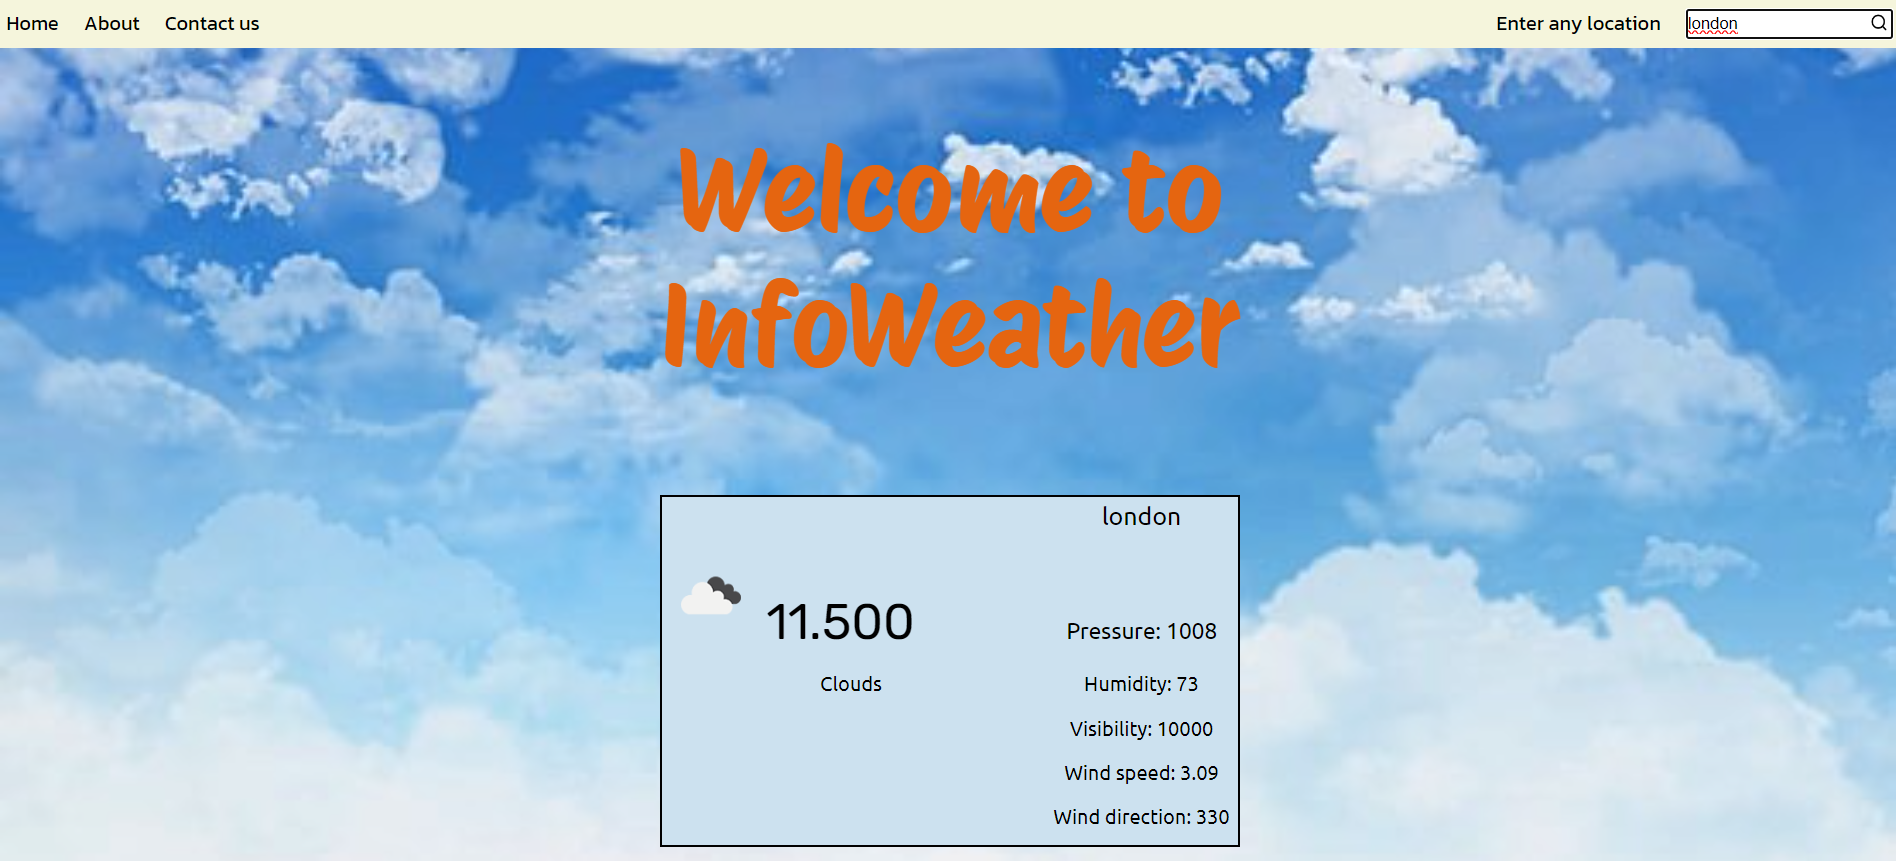 Home About Contact us Enter any location london
Welcome to
InfoWeather
london
11.500
Clouds
Pressure: 1008
Humidity: 73
Visibility: 10000
Wind speed: 3.09
Wind direction: 330